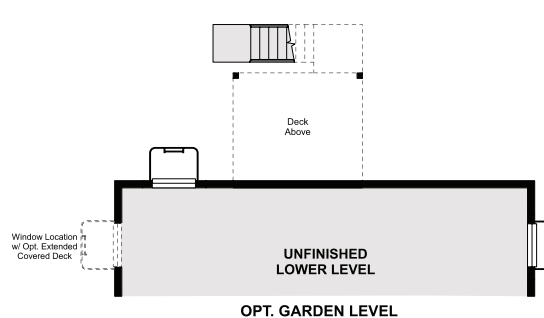 Deck
Above
Window Location
w/ Opt. Extended
Covered Deck
UNFINISHED
LOWER LEVEL
OPT. GARDEN LEVEL